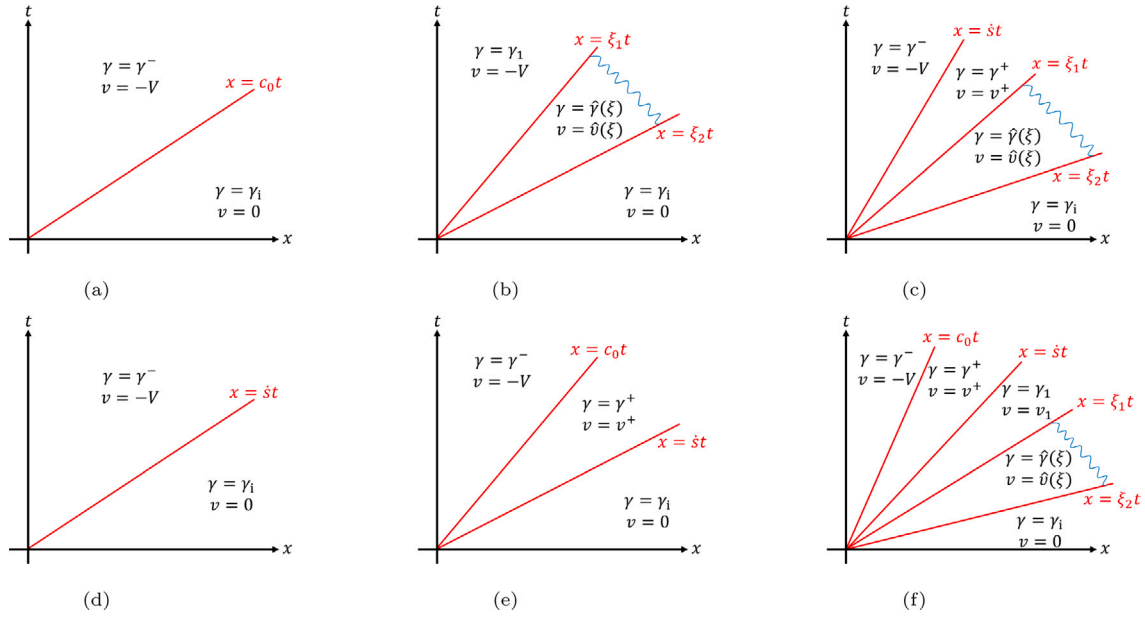 t
γ = γ⁻
v = −V
x = c₀t
γ = γᵢ
v = 0
x
(a)
t
γ = γ₁
v = −V
x = ξ₁t
γ = γ̂(ξ)
v = v̂(ξ)
x = ξ₂t
γ = γᵢ
v = 0
x
(b)
t
γ = γ⁻
v = −V
x = ṡt
γ = γ⁺
v = v⁺
x = ξ₁t
γ = γ̂(ξ)
v = v̂(ξ)
x = ξ₂t
γ = γᵢ
v = 0
x
(c)
t
γ = γ⁻
v = −V
x = ṡt
γ = γᵢ
v = 0
x
(d)
t
γ = γ⁻
v = −V
x = c₀t
γ = γ⁺
v = v⁺
x = ṡt
γ = γᵢ
v = 0
x
(e)
t
γ = γ⁻
v = −V
x = c₀t
γ = γ⁺
v = v⁺
x = ṡt
γ = γ₁
v = v₁
x = ξ₁t
γ = γ̂(ξ)
v = v̂(ξ)
x = ξ₂t
γ = γᵢ
v = 0
x
(f)